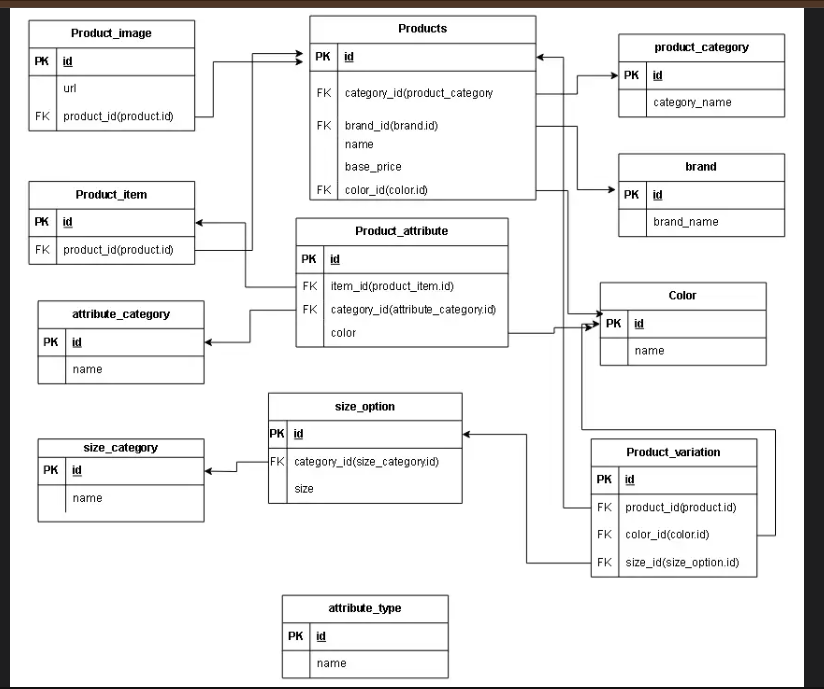 Product_image
PK id
url
FK product_id(product.id)
Products
PK id
FK category_id(product_category
FK brand_id(brand.id)
name
base_price
FK color_id(color.id)
product_category
PK id
category_name
brand
PK id
brand_name
Product_item
PK id
FK product_id(product.id)
Product_attribute
PK id
FK item_id(product_item.id)
FK category_id(attribute_category.id)
color
attribute_category
PK id
name
Color
PK id
name
size_option
PK id
FK category_id(size_category.id)
size
size_category
PK id
name
Product_variation
PK id
FK product_id(product.id)
FK color_id(color.id)
FK size_id(size_option.id)
attribute_type
PK id
name